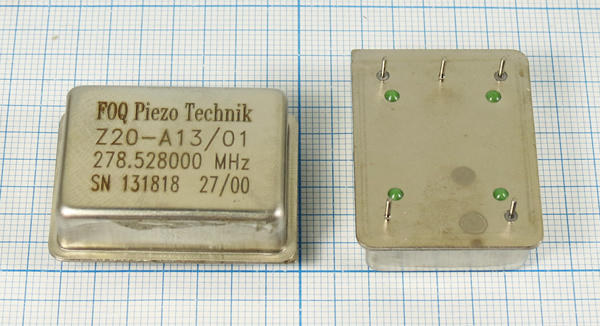 FOQ Piezo Technik
Z20-A13/01
278.528000 MHz
SN 131818 27/00